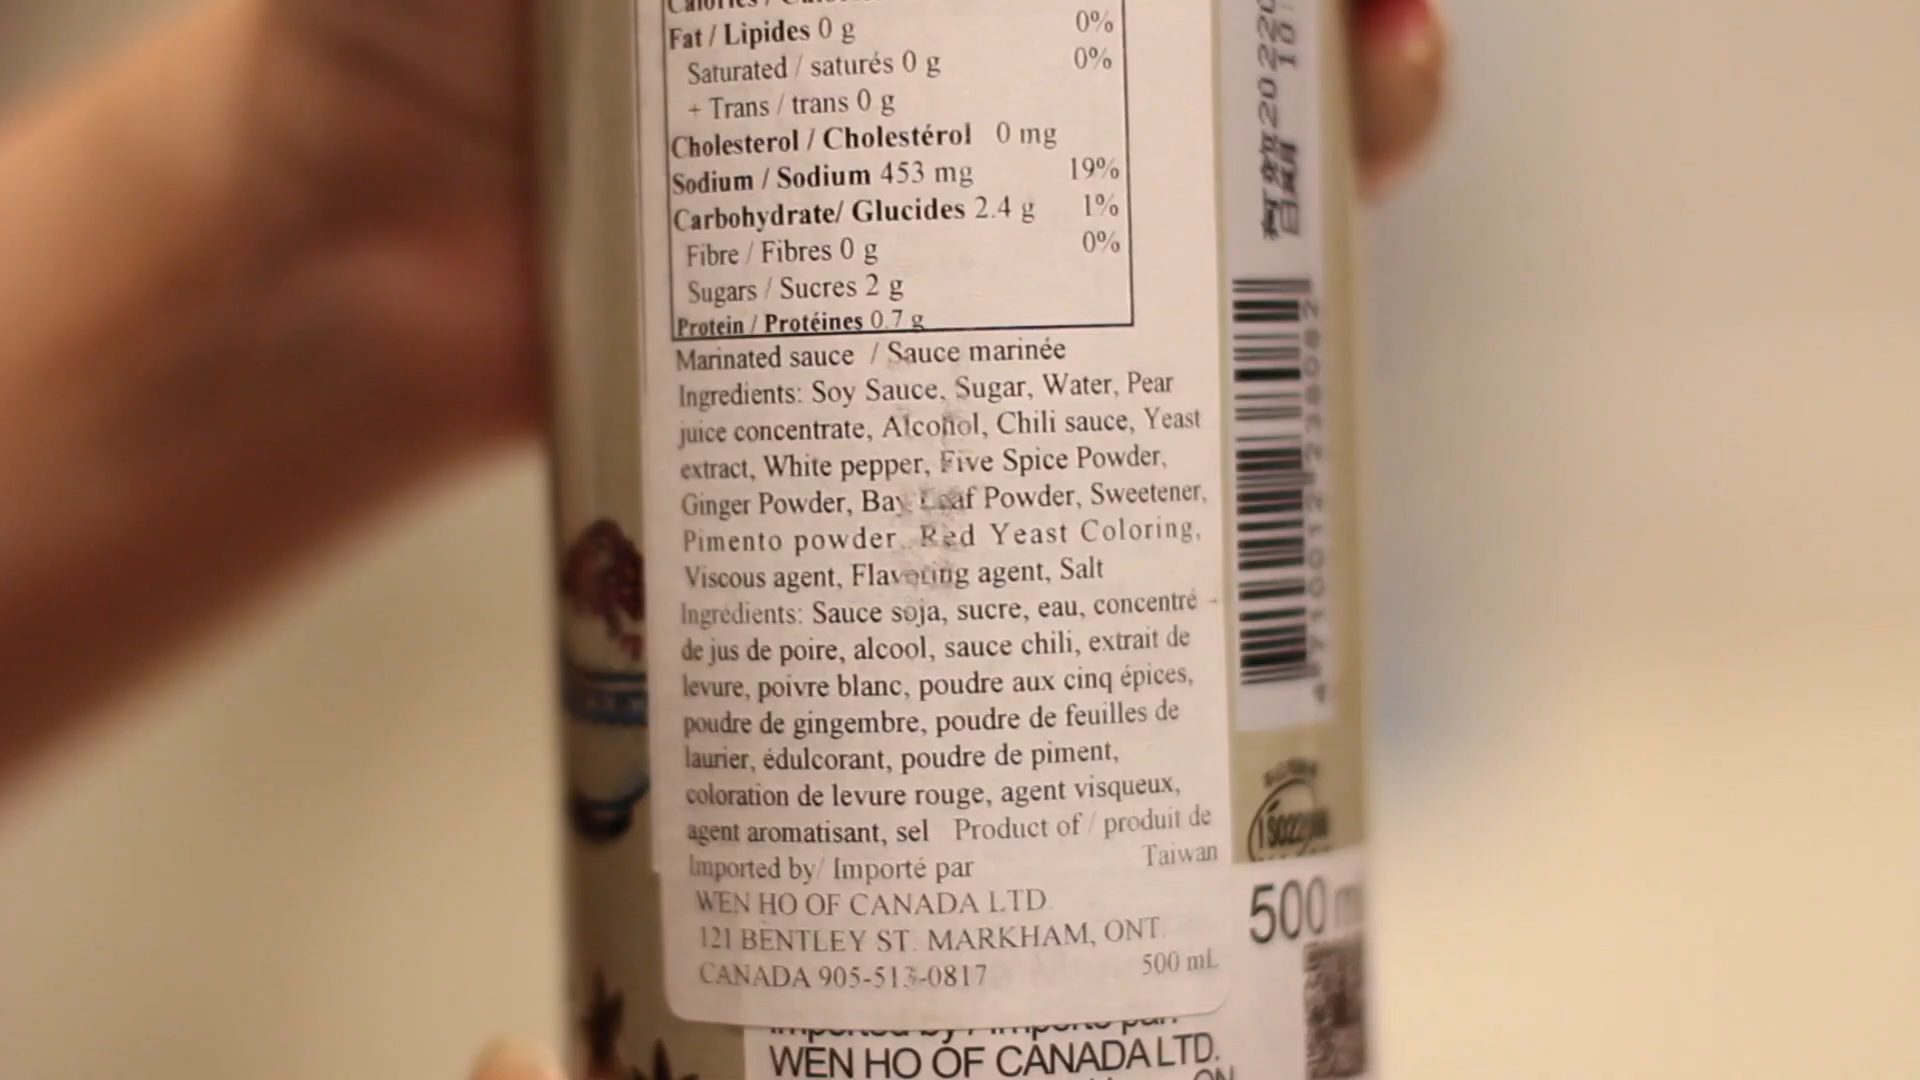 Fat / Lipides 0 g 0%
Saturated / saturés 0 g 0%
+ Trans / trans 0 g
Cholesterol / Cholestérol 0 mg
Sodium / Sodium 453 mg 19%
Carbohydrate/ Glucides 2.4 g 1%
Fibre / Fibres 0 g 0%
Sugars / Sucres 2 g
Protein / Protéines 0.7 g
Marinated sauce / Sauce marinée
Ingredients: Soy Sauce, Sugar, Water, Pear
juice concentrate, Alcohol, Chili sauce, Yeast
extract, White pepper, Five Spice Powder,
Ginger Powder, Bay Leaf Powder, Sweetener,
Pimento powder, Red Yeast Coloring,
Viscous agent, Flavoring agent, Salt
Ingrédients: Sauce soja, sucre, eau, concentré
de jus de poire, alcool, sauce chili, extrait de
levure, poivre blanc, poudre aux cinq épices,
poudre de gingembre, poudre de feuilles de
laurier, édulcorant, poudre de piment,
coloration de levure rouge, agent visqueux,
agent aromatisant, sel Product of / produit de
Imported by/ Importé par Taiwan
WEN HO OF CANADA LTD.
121 BENTLEY ST. MARKHAM, ONT.
CANADA 905-513-0817 500 mL
WEN HO OF CANADA LTD.
500